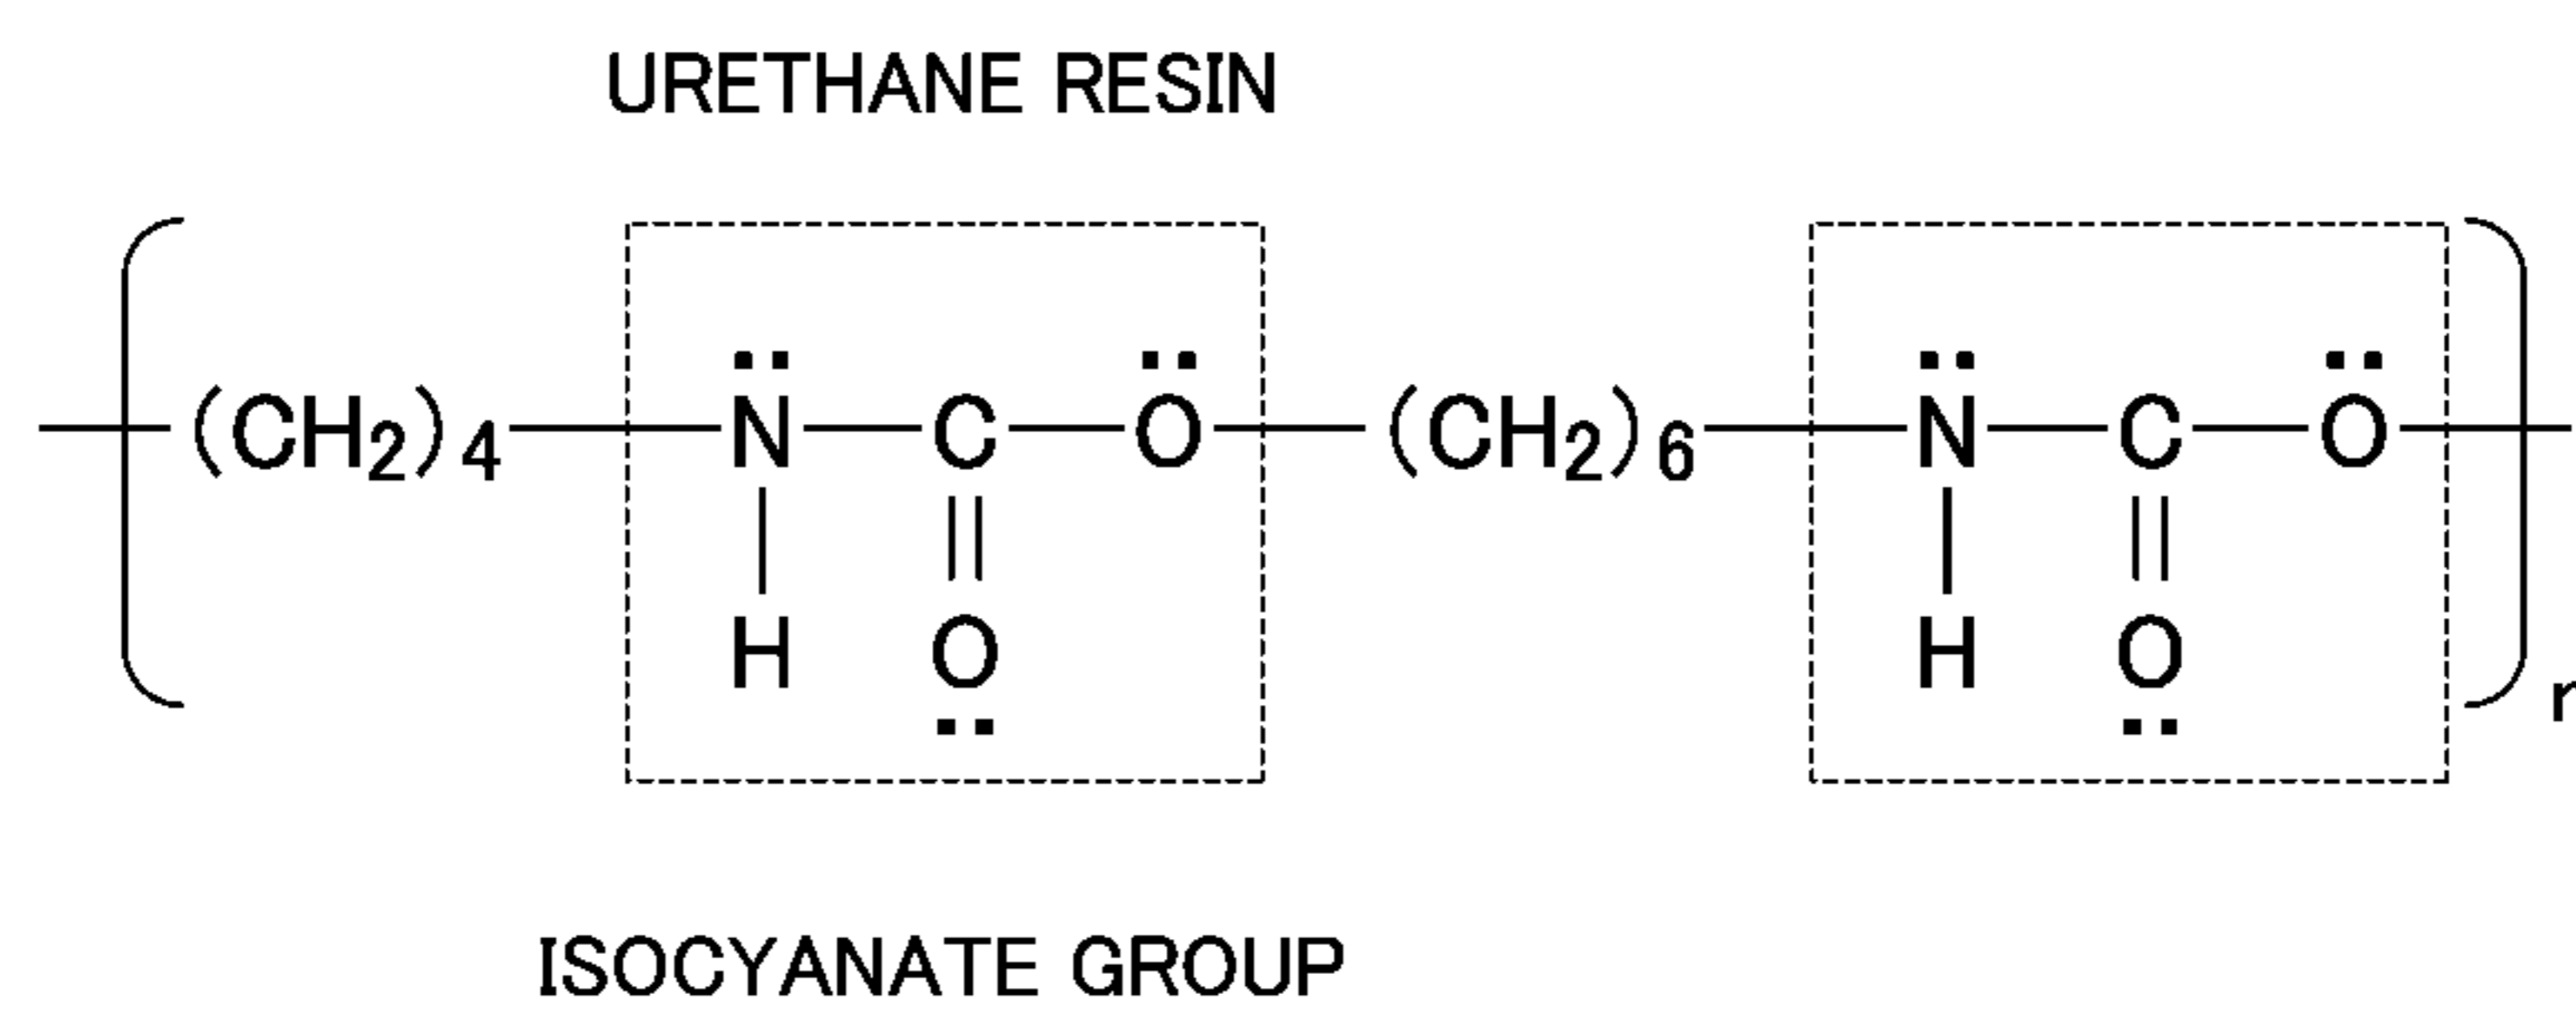 URETHANE RESIN
(CH2)4 N C O (CH2)6 N C O
H O H O
n
ISOCYANATE GROUP